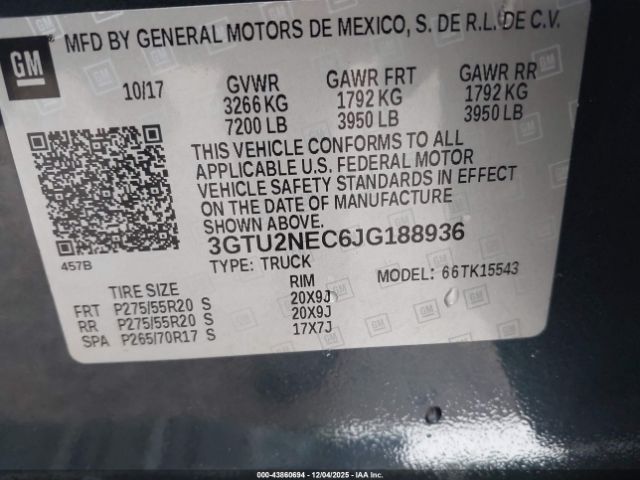 GM
MFD BY GENERAL MOTORS DE MEXICO, S. DE R.L. DE C.V.
10/17 GVWR GAWR FRT GAWR RR
3266 KG 1792 KG 1792 KG
7200 LB 3950 LB 3950 LB
THIS VEHICLE CONFORMS TO ALL
APPLICABLE U.S. FEDERAL MOTOR
VEHICLE SAFETY STANDARDS IN EFFECT
ON THE DATE OF MANUFACTURE
SHOWN ABOVE.
3GTU2NEC6JG188936
457B
TYPE: TRUCK MODEL: 66TK15543
TIRE SIZE RIM
FRT P275/55R20 S 20X9J
RR P275/55R20 S 20X9J
SPA P265/70R17 S 17X7J
00-43860694 - 12/04/2025 - IAA Inc.